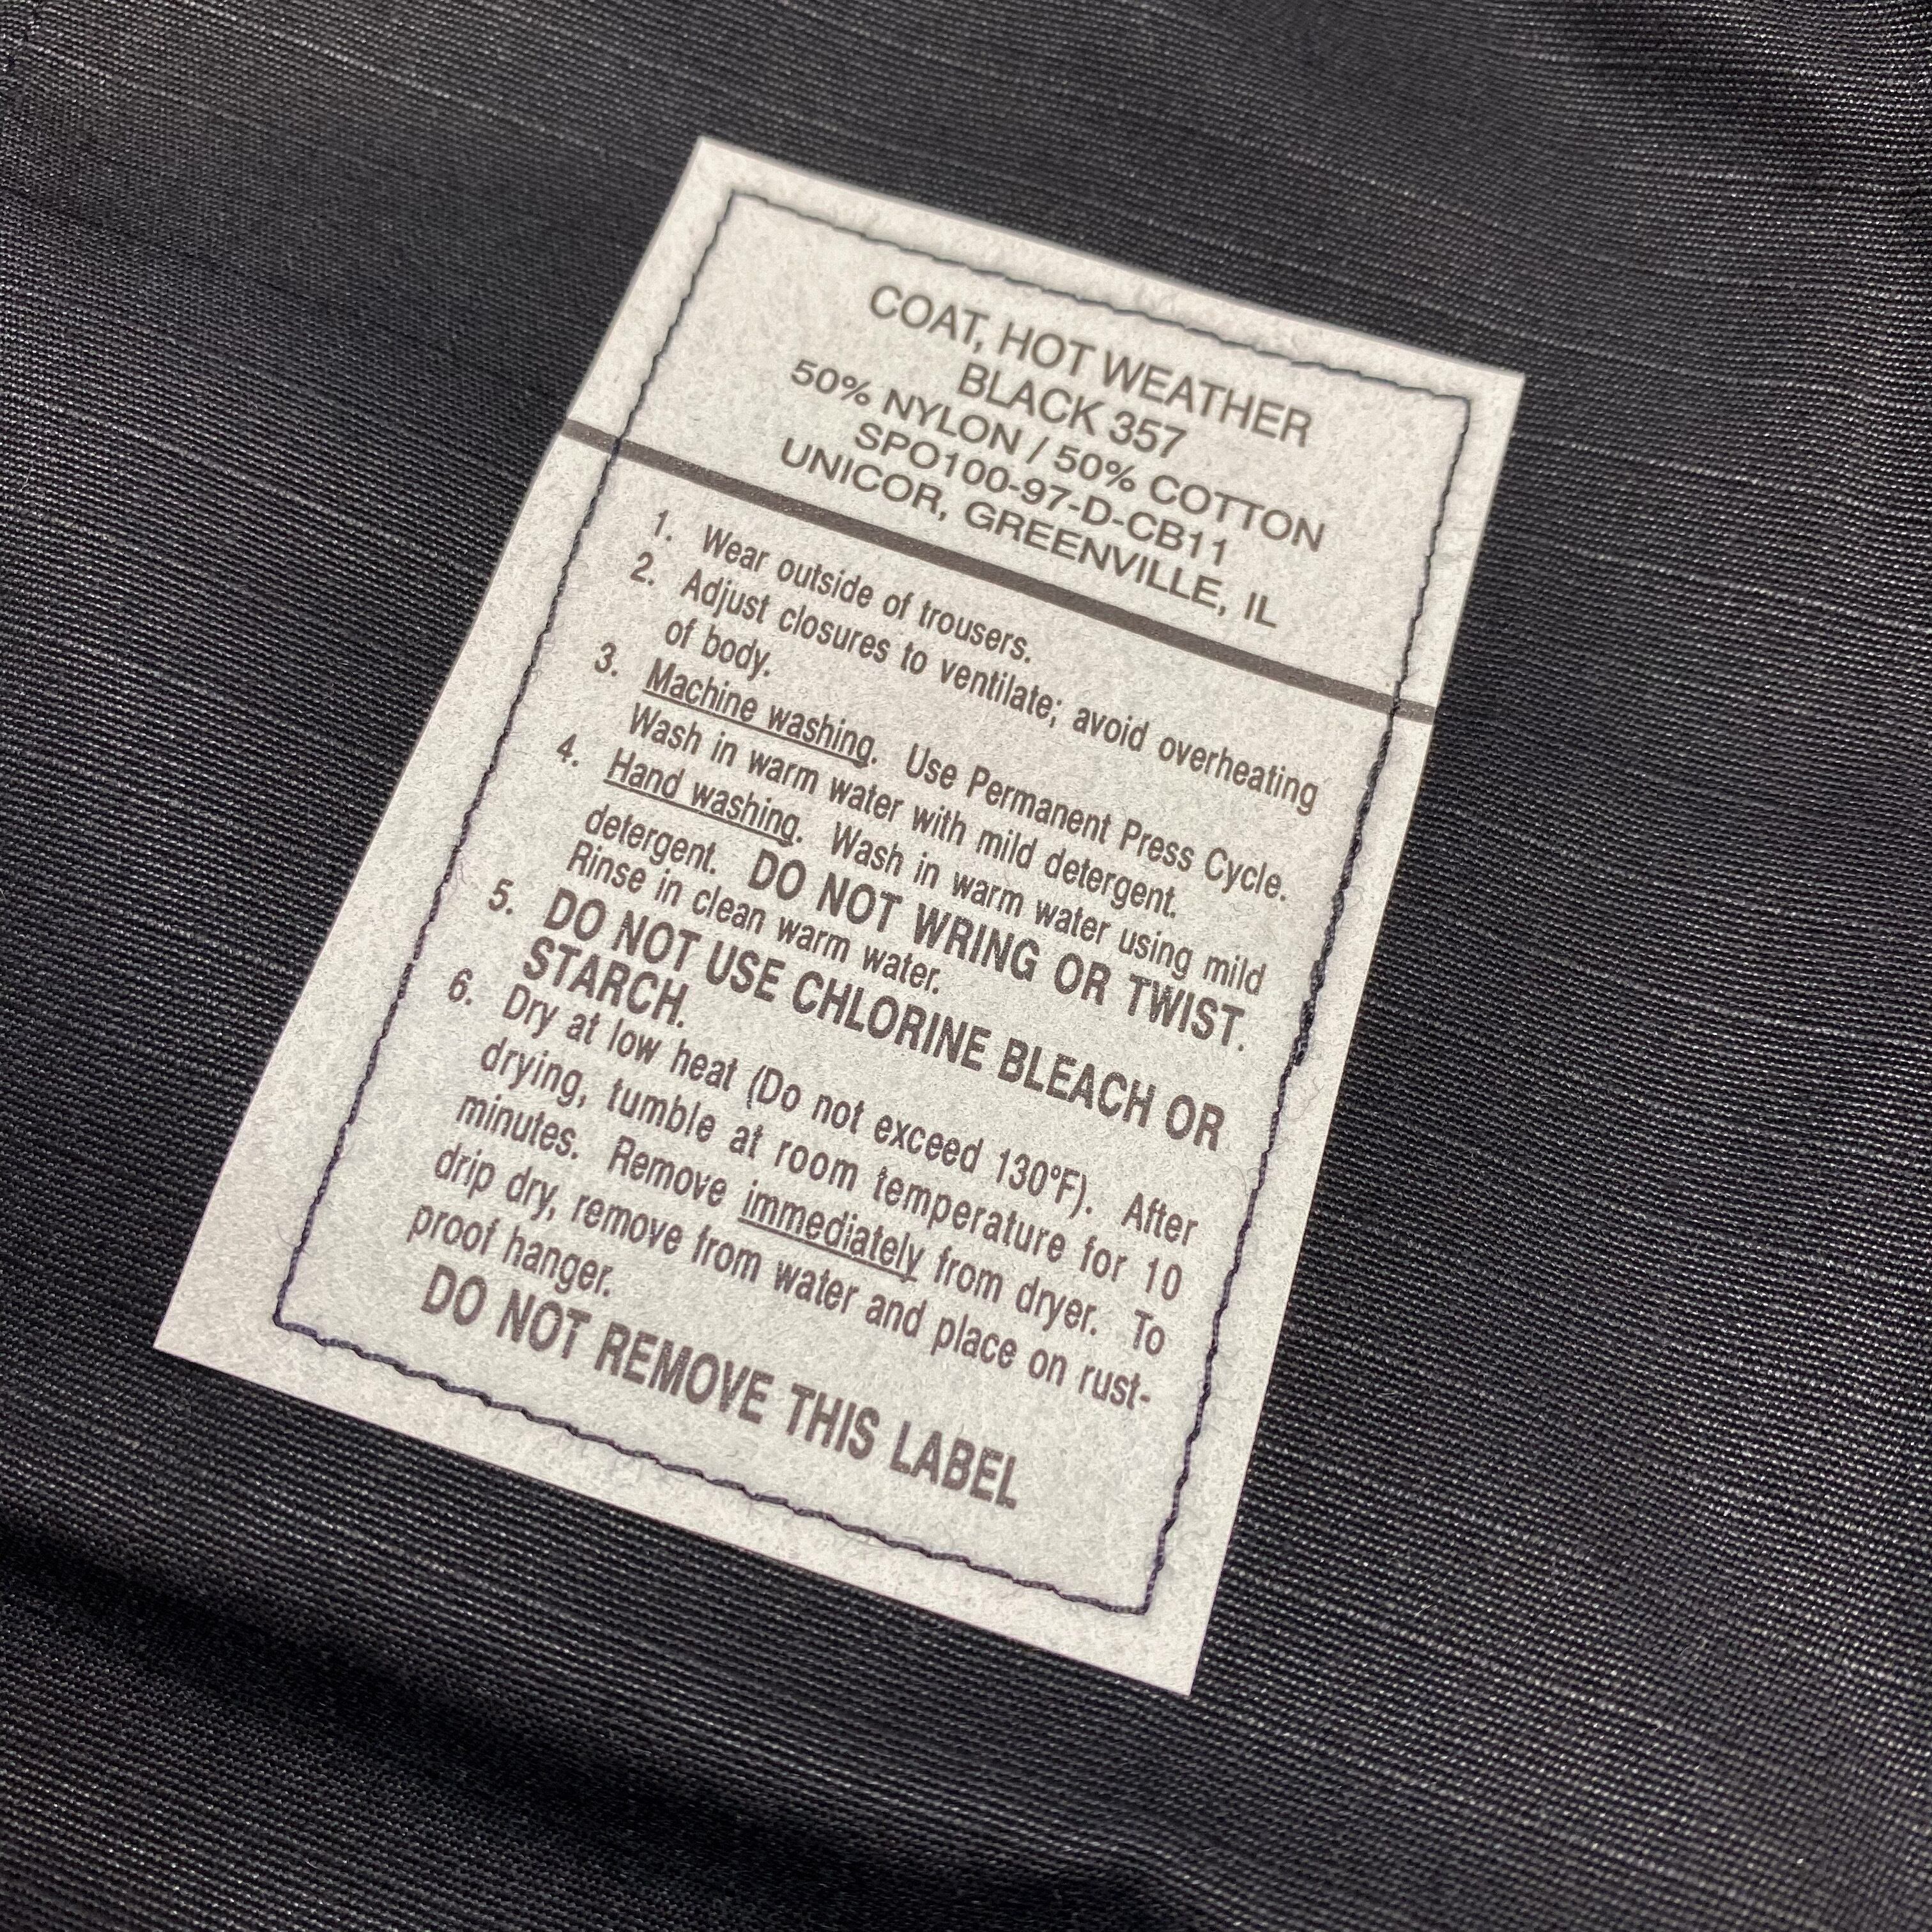 COAT, HOT WEATHER
BLACK 357
50% NYLON / 50% COTTON
SPO100-97-D-CB11
UNICOR, GREENVILLE, IL
1. Wear outside of trousers.
2. Adjust closures to ventilate; avoid overheating
of body.
3. Machine washing. Use Permanent Press Cycle.
Wash in warm water with mild detergent.
4. Hand washing. Wash in warm water using mild
detergent. DO NOT WRING OR TWIST.
Rinse in clean warm water.
5. DO NOT USE CHLORINE BLEACH OR
STARCH.
6. Dry at low heat (Do not exceed 130°F). After
drying, tumble at room temperature for 10
minutes. Remove immediately from dryer. To
drip dry, remove from water and place on rust-
proof hanger.
DO NOT REMOVE THIS LABEL